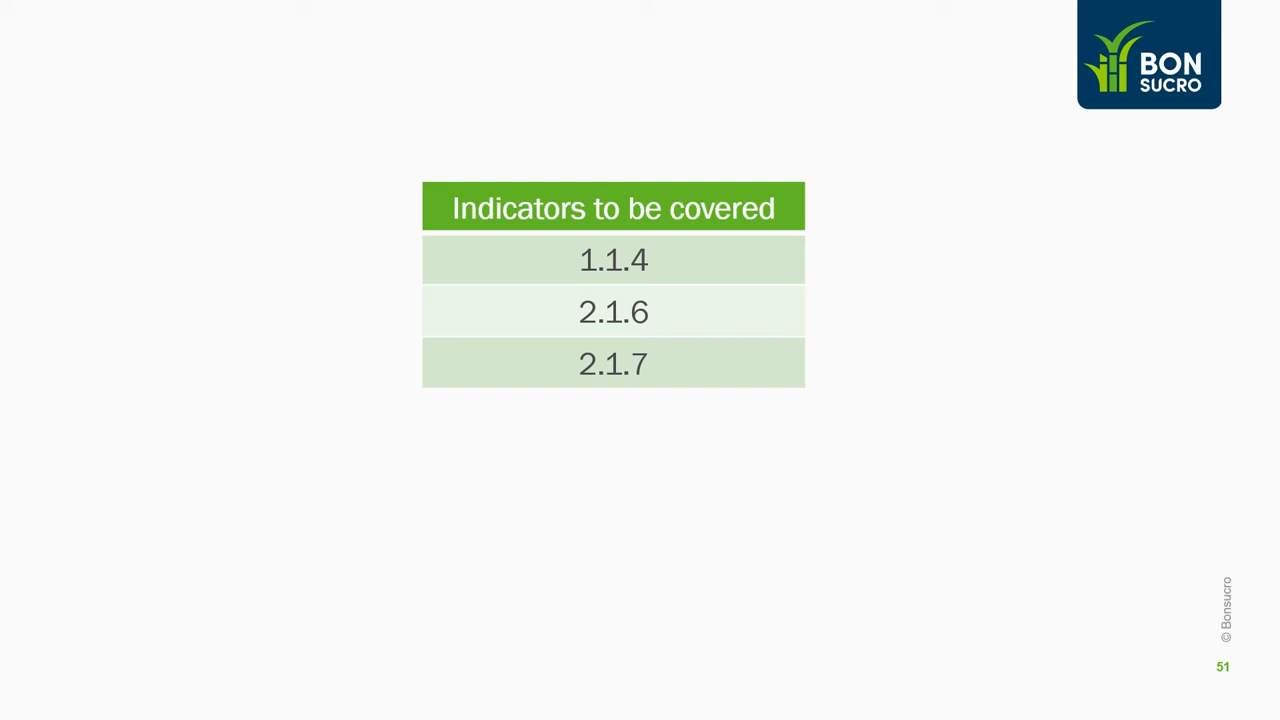 BON
SUCRO
Indicators to be covered
1.1.4
2.1.6
2.1.7
© Bonsucro
51